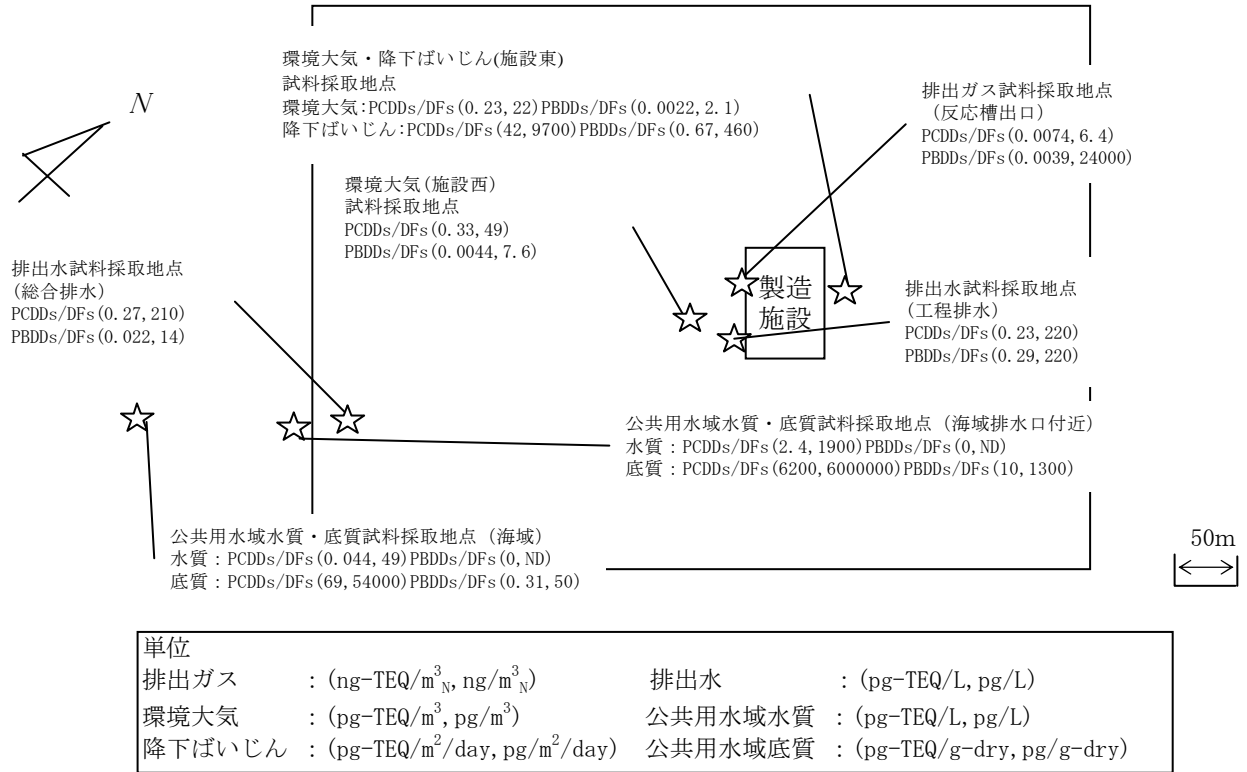 環境大気・降下ばいじん(施設東)
試料採取地点
環境大気:PCDDs/DFs(0.23,22)PBDDs/DFs(0.0022,2.1)
降下ばいじん:PCDDs/DFs(42,9700)PBDDs/DFs(0.67,460)
排出ガス試料採取地点
(反応槽出口)
PCDDs/DFs(0.0074,6.4)
PBDDs/DFs(0.0039,24000)
N
環境大気(施設西)
試料採取地点
PCDDs/DFs(0.33,49)
PBDDs/DFs(0.0044,7.6)
排出水試料採取地点
(総合排水)
PCDDs/DFs(0.27,210)
PBDDs/DFs(0.022,14)
製造
施設
排出水試料採取地点
(工程排水)
PCDDs/DFs(0.23,220)
PBDDs/DFs(0.29,220)
公共用水域水質・底質試料採取地点（海域排水口付近）
水質：PCDDs/DFs(2.4,1900)PBDDs/DFs(0,ND)
底質：PCDDs/DFs(6200,6000000)PBDDs/DFs(10,1300)
公共用水域水質・底質試料採取地点（海域）
水質：PCDDs/DFs(0.044,49)PBDDs/DFs(0,ND)
底質：PCDDs/DFs(69,54000)PBDDs/DFs(0.31,50)
50m
単位
排出ガス ：(ng-TEQ/m³N,ng/m³N) 排出水 ：(pg-TEQ/L,pg/L)
環境大気 ：(pg-TEQ/m³,pg/m³) 公共用水域水質 ：(pg-TEQ/L,pg/L)
降下ばいじん ：(pg-TEQ/m²/day,pg/m²/day) 公共用水域底質 ：(pg-TEQ/g-dry,pg/g-dry)